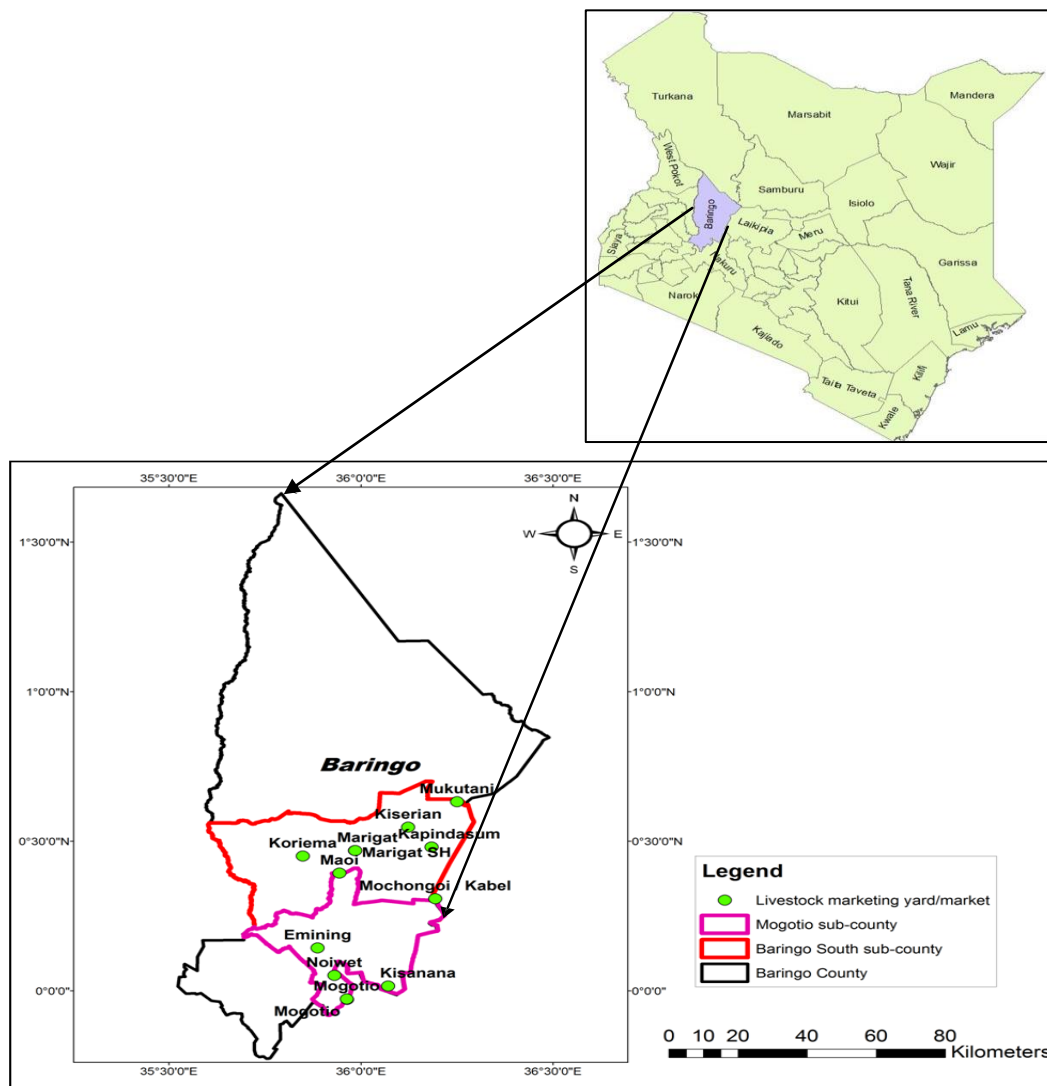 Turkana
Marsabit
Mandera
West Pokot
Wajir
Samburu
Isiolo
Baringo
Laikipia
Meru
Siaya
Nakuru
Garissa
Narok
Kitui
Tana River
Kajiado
Lamu
Kilifi
Taita Taveta
Kwale
35°30'0"E
36°0'0"E
36°30'0"E
N
W
E
S
1°30'0"N
1°30'0"N
1°0'0"N
1°0'0"N
Baringo
Mukutani
Kiserian
0°30'0"N
0°30'0"N
Koriema
Marigat
Kapindasum
Maoi
Marigat SH
Mochongoi / Kabel
Emining
Noiwet
Kisanana
Mogotio
Mogotio
0°0'0"
0°0'0"
35°30'0"E
36°0'0"E
36°30'0"E
Legend
Livestock marketing yard/market
Mogotio sub-county
Baringo South sub-county
Baringo County
0 10 20 40 60 80
Kilometers